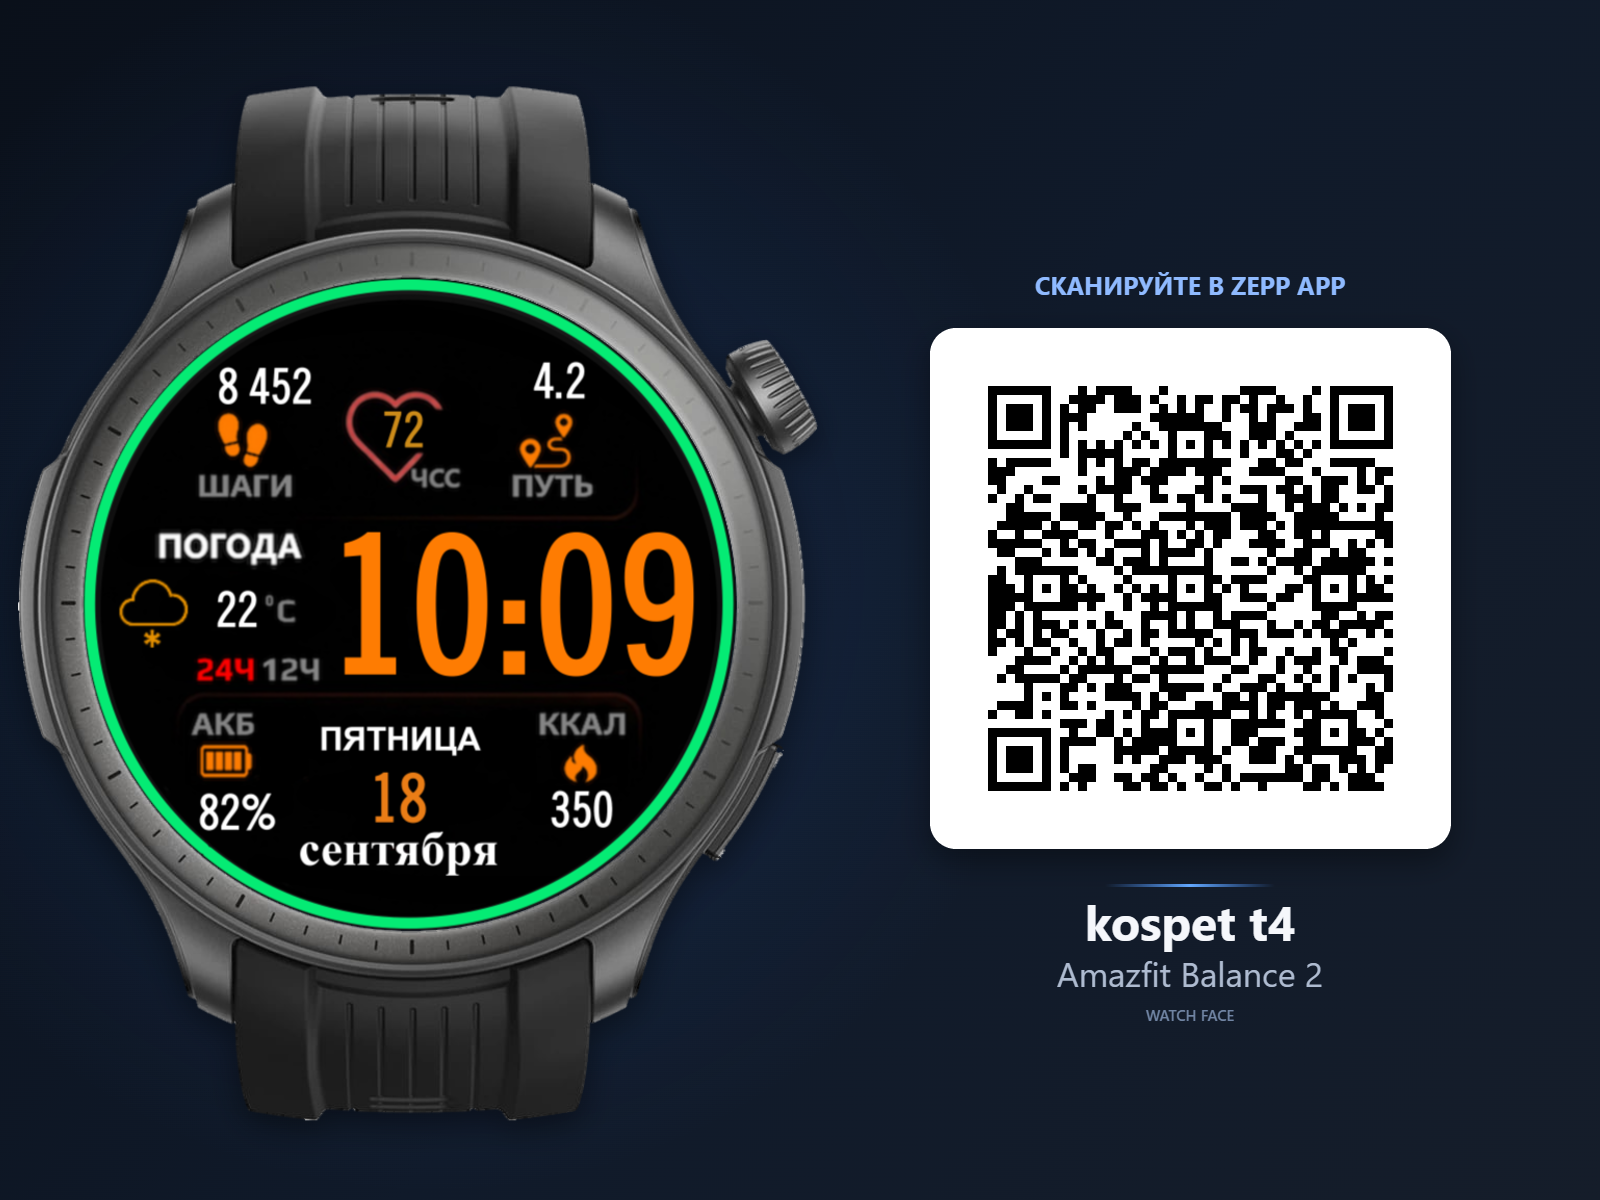 8 452
72
4.2
ШАГИ
ЧСС
ПУТЬ
ПОГОДА
10:09
22 °C
24Ч 12Ч
АКБ
ПЯТНИЦА
ККАЛ
18
82%
350
сентября
СКАНИРУЙТЕ В ZEPP APP
kospet t4
Amazfit Balance 2
WATCH FACE